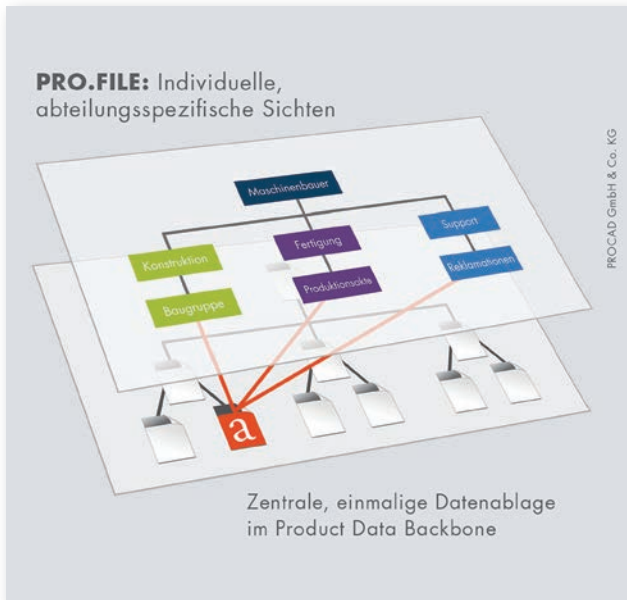 PRO.FILE: Individuelle,
abteilungsspezifische Sichten
PROCAD GmbH & Co. KG
Maschinenbauer
Konstruktion
Fertigung
Support
Baugruppe
Produktionsakte
Reklamationen
a
Zentrale, einmalige Datenablage
im Product Data Backbone